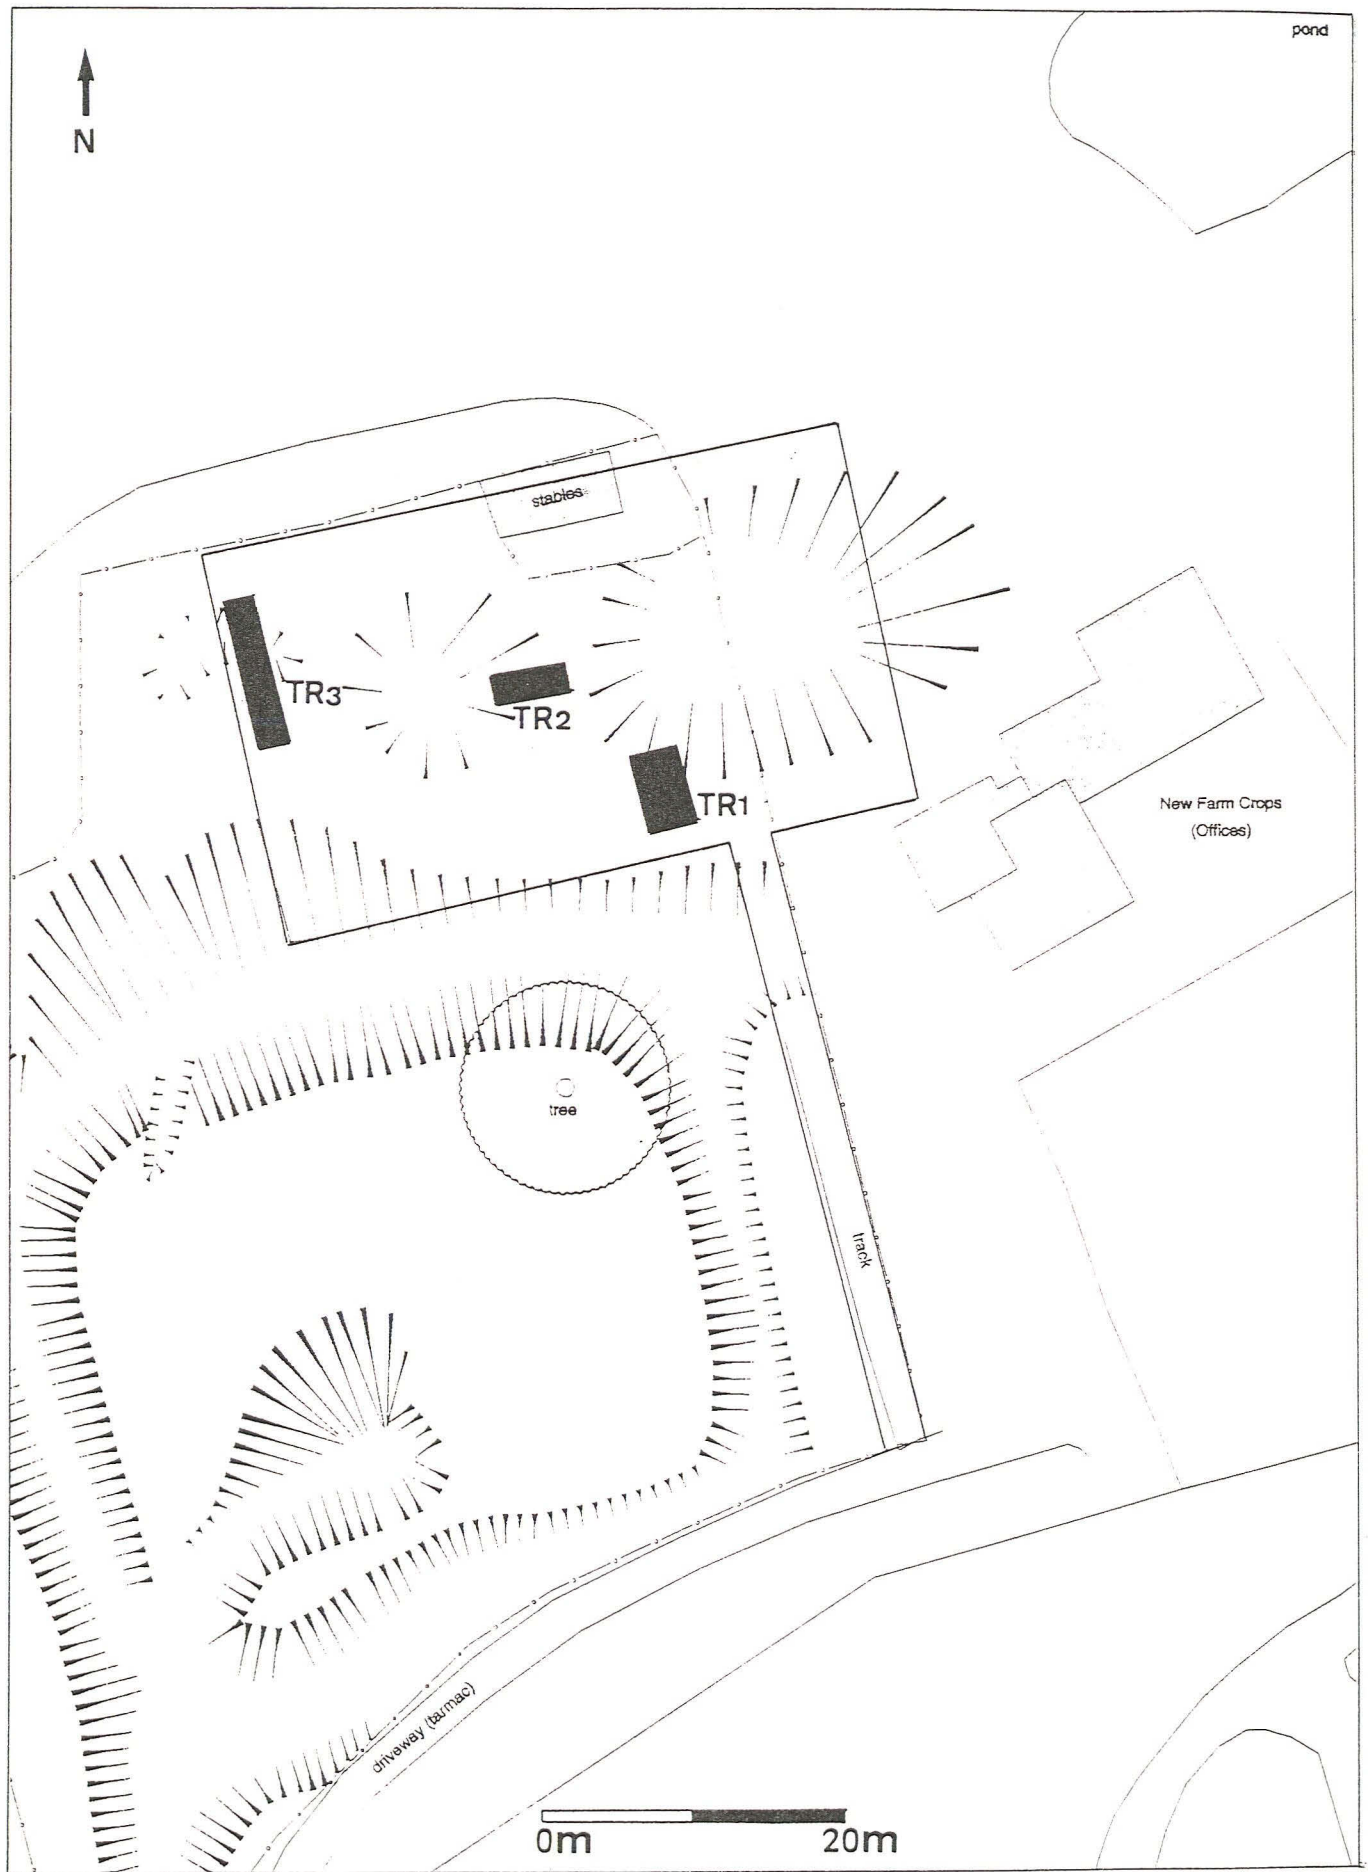 pond
N
stables
TR3
TR2
TR1
New Farm Crops
(Offices)
tree
track
driveway (tarmac)
0m 20m